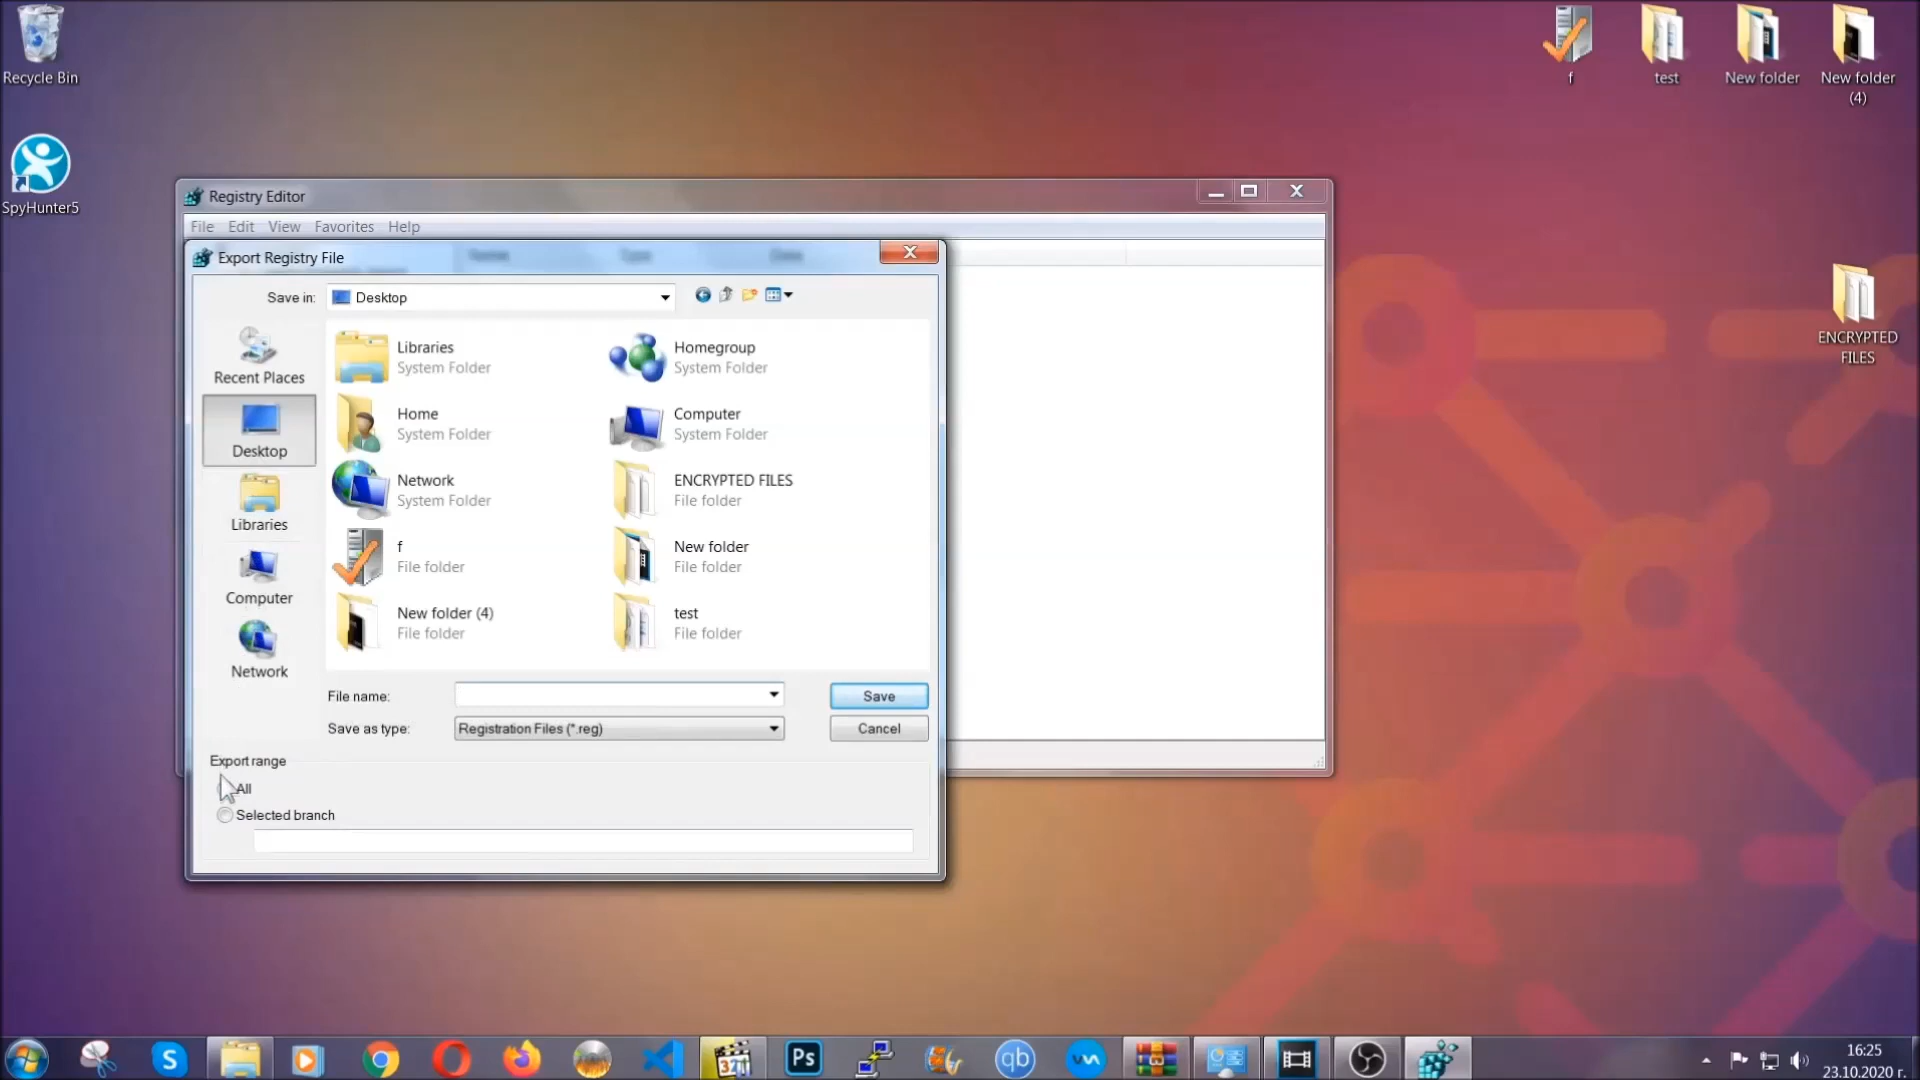 Recycle Bin
SpyHunter5
f
test
New folder
New folder
(4)
ENCRYPTED
FILES
Registry Editor
File Edit View Favorites Help
Export Registry File
Save in:
Desktop
Recent Places
Desktop
Libraries
Computer
Network
Libraries
System Folder
Homegroup
System Folder
Home
System Folder
Computer
System Folder
Network
System Folder
ENCRYPTED FILES
File folder
f
File folder
New folder
File folder
New folder (4)
File folder
test
File folder
File name:
Save
Save as type:
Registration Files (*.reg)
Cancel
Export range
All
Selected branch
S
321
Ps
qb
16:25
23.10.2020 г.